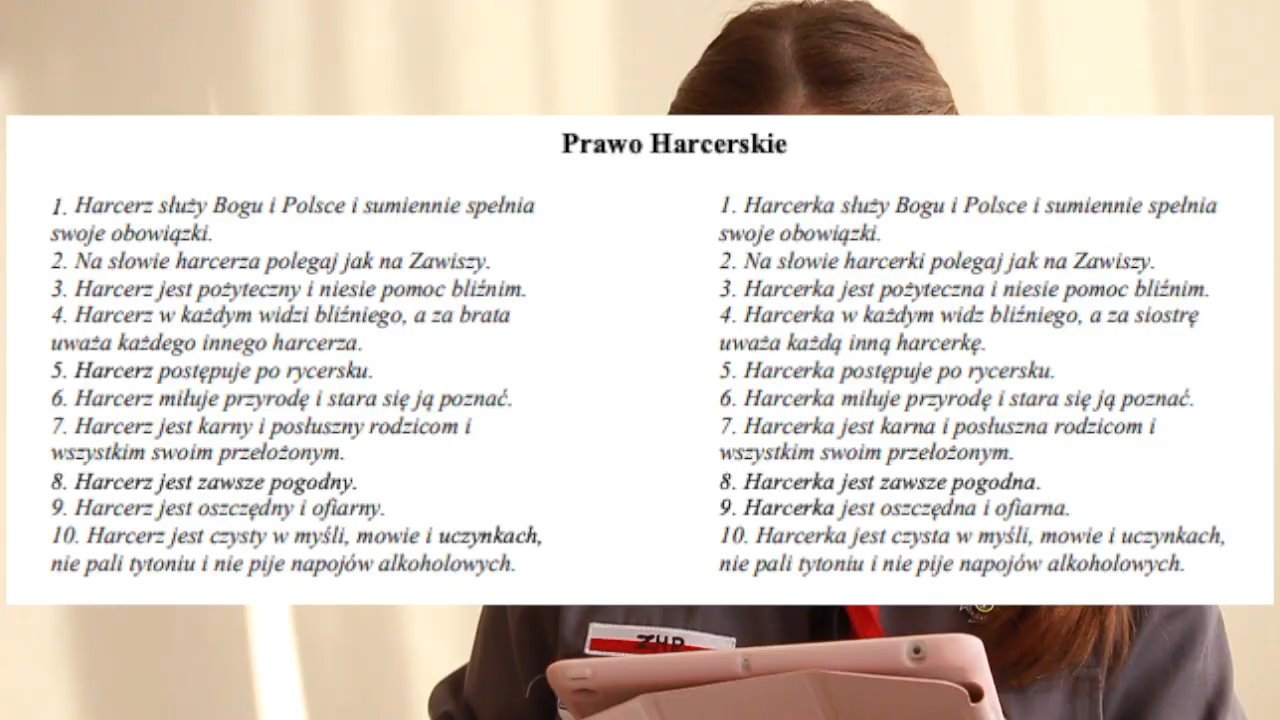 Prawo Harcerskie
1. Harcerz służy Bogu i Polsce i sumiennie spełnia
swoje obowiązki.
2. Na słowie harcerza polegaj jak na Zawiszy.
3. Harcerz jest pożyteczny i niesie pomoc bliźnim.
4. Harcerz w każdym widzi bliźniego, a za brata
uważa każdego innego harcerza.
5. Harcerz postępuje po rycersku.
6. Harcerz miłuje przyrodę i stara się ją poznać.
7. Harcerz jest karny i posłuszny rodzicom i
wszystkim swoim przełożonym.
8. Harcerz jest zawsze pogodny.
9. Harcerz jest oszczędny i ofiarny.
10. Harcerz jest czysty w myśli, mowie i uczynkach,
nie pali tytoniu i nie pije napojów alkoholowych.
1. Harcerka służy Bogu i Polsce i sumiennie spełnia
swoje obowiązki.
2. Na słowie harcerki polegaj jak na Zawiszy.
3. Harcerka jest pożyteczna i niesie pomoc bliźnim.
4. Harcerka w każdym widz bliźniego, a za siostrę
uważa każdą inną harcerkę.
5. Harcerka postępuje po rycersku.
6. Harcerka miłuje przyrodę i stara się ją poznać.
7. Harcerka jest karna i posłuszna rodzicom i
wszystkim swoim przełożonym.
8. Harcerka jest zawsze pogodna.
9. Harcerka jest oszczędna i ofiarna.
10. Harcerka jest czysta w myśli, mowie i uczynkach,
nie pali tytoniu i nie pije napojów alkoholowych.
ZHP